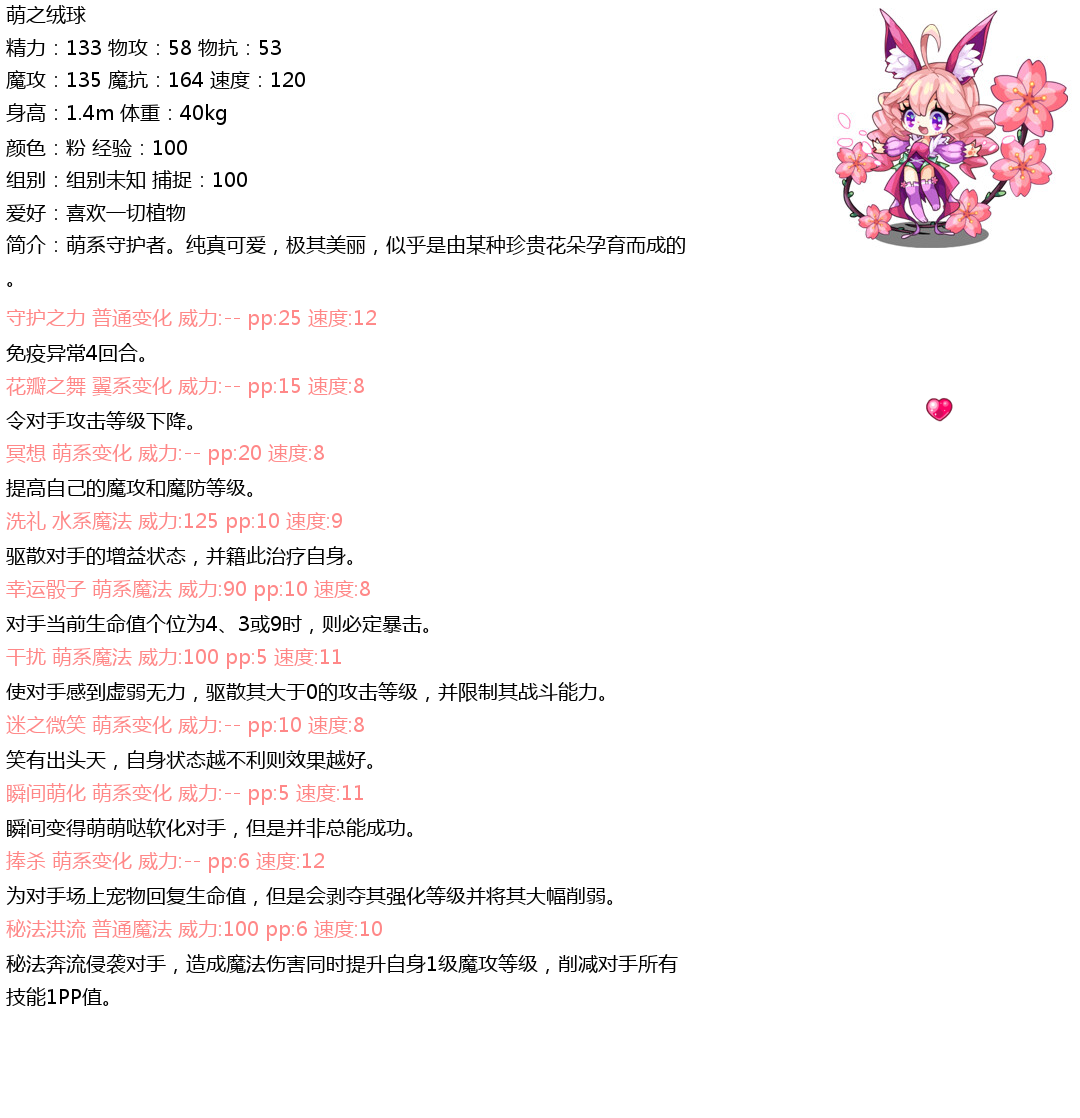 萌之绒球
精力：133 物攻：58 物抗：53
魔攻：135 魔抗：164 速度：120
身高：1.4m 体重：40kg
颜色：粉 经验：100
组别：组别未知 捕捉：100
爱好：喜欢一切植物
简介：萌系守护者。纯真可爱，极其美丽，似乎是由某种珍贵花朵孕育而成的
。
守护之力 普通变化 威力:-- pp:25 速度:12
免疫异常4回合。
花瓣之舞 翼系变化 威力:-- pp:15 速度:8
令对手攻击等级下降。
冥想 萌系变化 威力:-- pp:20 速度:8
提高自己的魔攻和魔防等级。
洗礼 水系魔法 威力:125 pp:10 速度:9
驱散对手的增益状态，并籍此治疗自身。
幸运骰子 萌系魔法 威力:90 pp:10 速度:8
对手当前生命值个位为4、3或9时，则必定暴击。
干扰 萌系魔法 威力:100 pp:5 速度:11
使对手感到虚弱无力，驱散其大于0的攻击等级，并限制其战斗能力。
迷之微笑 萌系变化 威力:-- pp:10 速度:8
笑有出头天，自身状态越不利则效果越好。
瞬间萌化 萌系变化 威力:-- pp:5 速度:11
瞬间变得萌萌哒软化对手，但是并非总能成功。
捧杀 萌系变化 威力:-- pp:6 速度:12
为对手场上宠物回复生命值，但是会剥夺其强化等级并将其大幅削弱。
秘法洪流 普通魔法 威力:100 pp:6 速度:10
秘法奔流侵袭对手，造成魔法伤害同时提升自身1级魔攻等级，削减对手所有
技能1PP值。